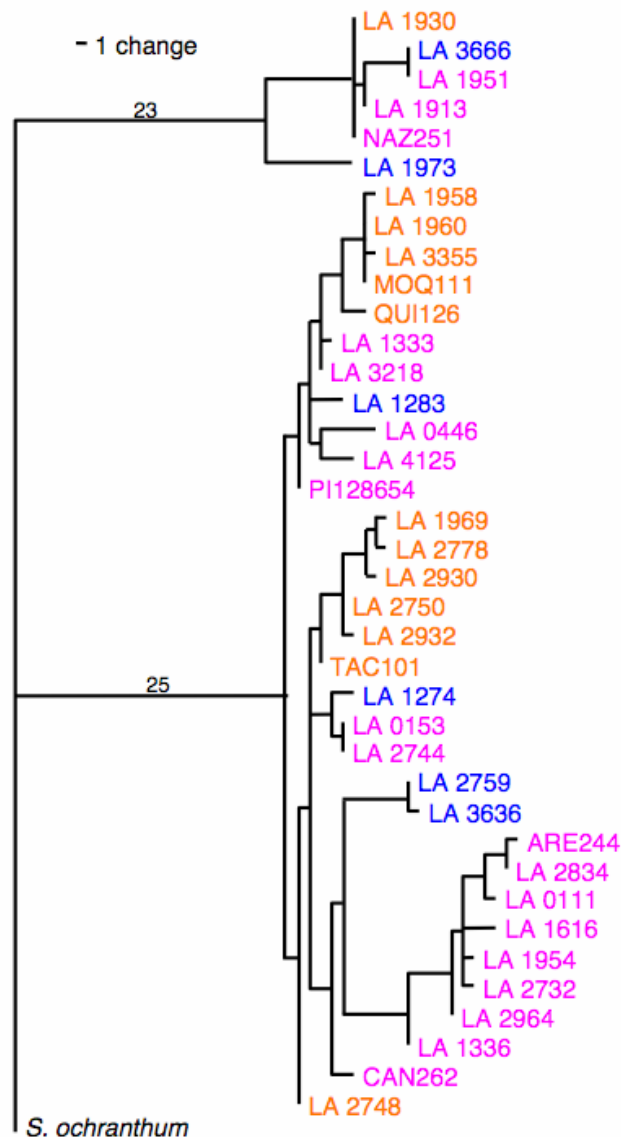 LA 1930
– 1 change
LA 3666
LA 1951
23
LA 1913
NAZ251
LA 1973
LA 1958
LA 1960
LA 3355
MOQ111
QUI126
LA 1333
LA 3218
LA 1283
LA 0446
LA 4125
PI128654
LA 1969
LA 2778
LA 2930
LA 2750
LA 2932
TAC101
25
LA 1274
LA 0153
LA 2744
LA 2759
LA 3636
ARE244
LA 2834
LA 0111
LA 1616
LA 1954
LA 2732
LA 2964
LA 1336
CAN262
LA 2748
S. ochranthum